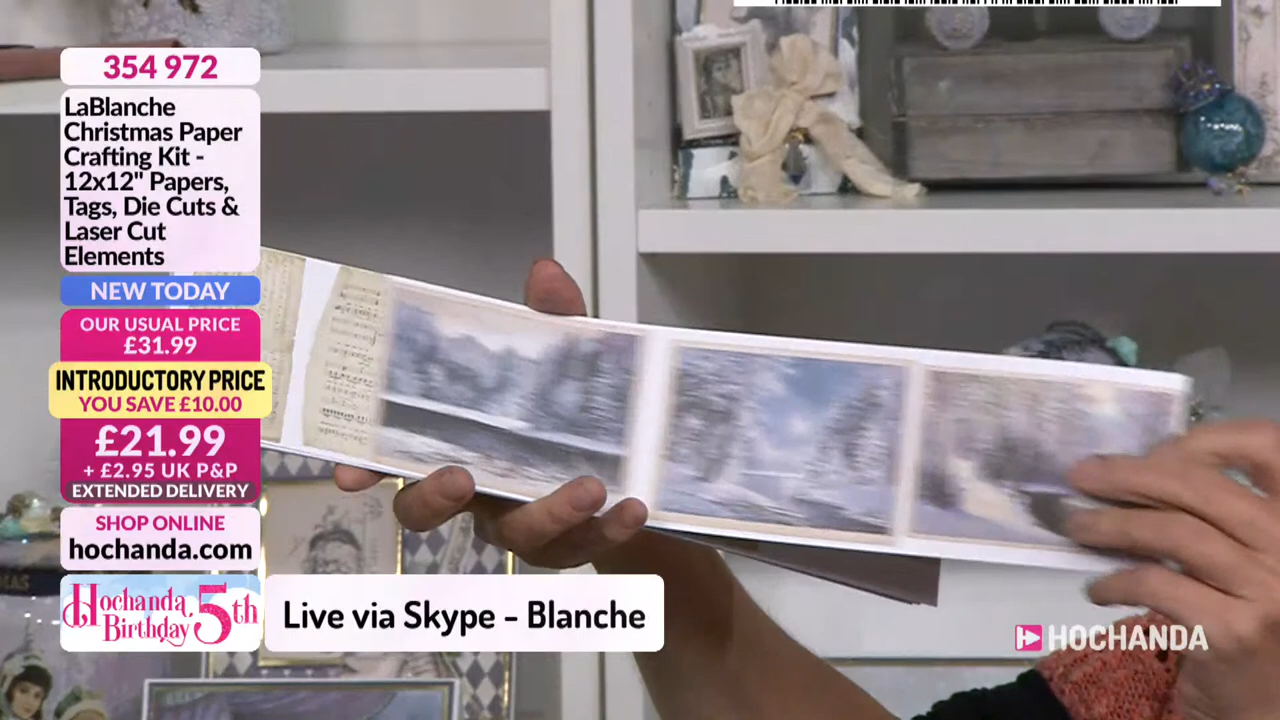 354 972
LaBlanche
Christmas Paper
Crafting Kit -
12x12" Papers,
Tags, Die Cuts &
Laser Cut
Elements
NEW TODAY
OUR USUAL PRICE
£31.99
INTRODUCTORY PRICE
YOU SAVE £10.00
£21.99
+ £2.95 UK P&P
EXTENDED DELIVERY
SHOP ONLINE
hochanda.com
Hochanda
Birthday 5th
Live via Skype - Blanche
HOCHANDA